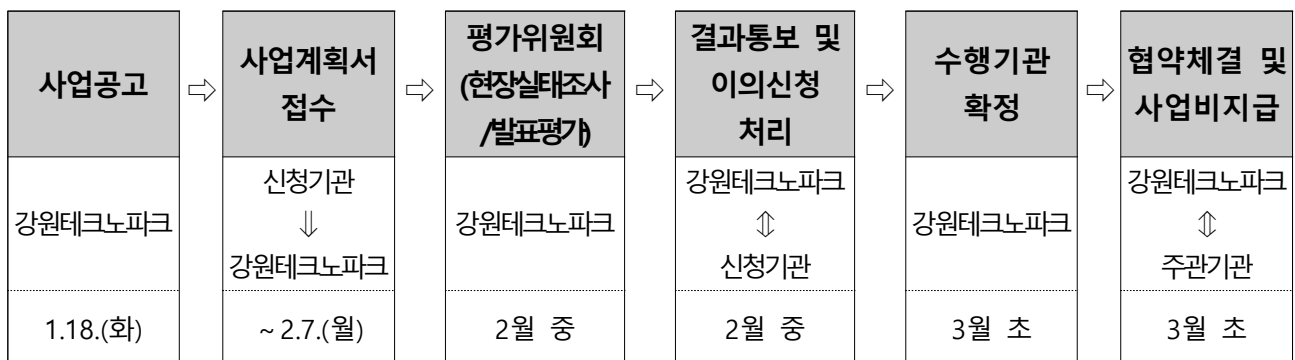 사업공고
⇨
사업계획서
접수
⇨
평가위원회
(현장실태조사
/발표평가)
⇨
결과통보 및
이의신청
처리
⇨
수행기관
확정
⇨
협약체결 및
사업비지급
강원테크노파크
신청기관
⇓
강원테크노파크
강원테크노파크
강원테크노파크
⇕
신청기관
강원테크노파크
강원테크노파크
⇕
주관기관
1.18.(화)
~ 2.7.(월)
2월 중
2월 중
3월 초
3월 초